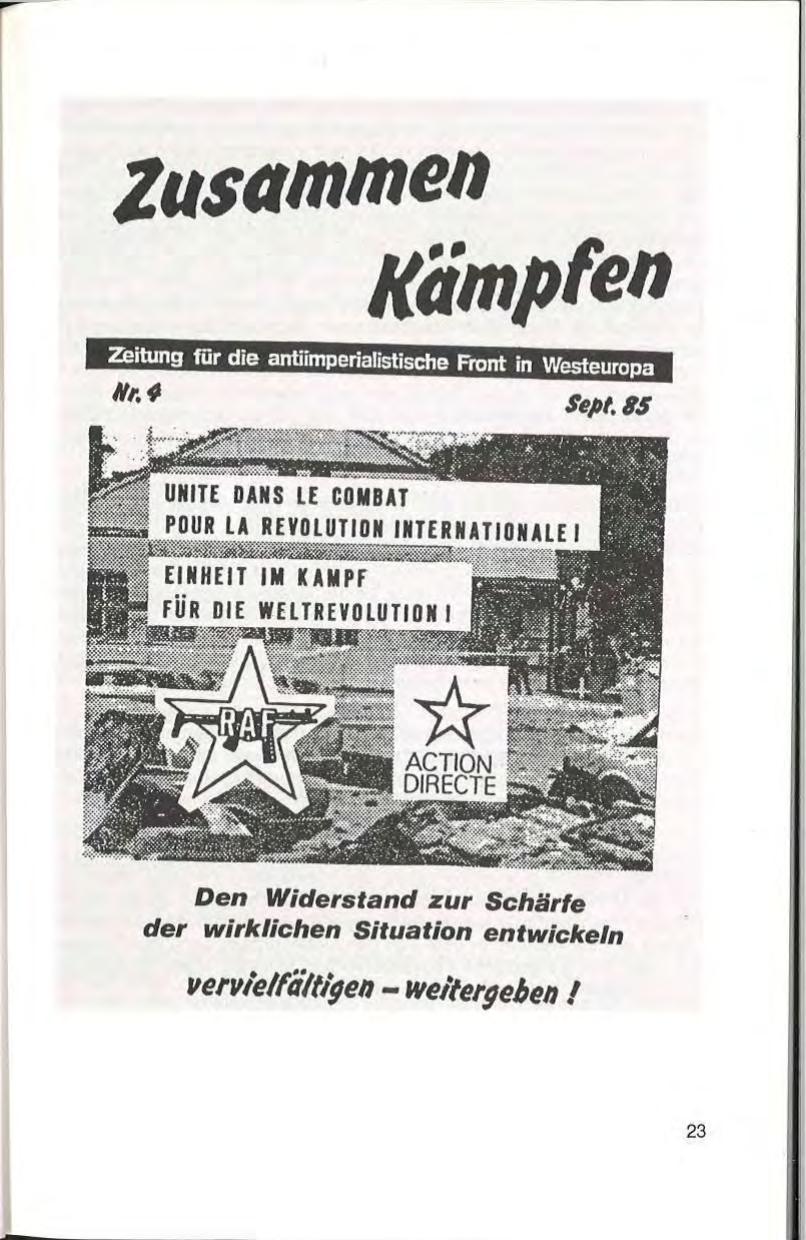 Zusammen
Kämpfen
Zeitung für die antiimperialistische Front in Westeuropa
Nr. 4
Sept. 85
UNITE DANS LE COMBAT
POUR LA REVOLUTION INTERNATIONALE!
EINHEIT IM KAMPF
FÜR DIE WELTREVOLUTION!
RAF
ACTION
DIRECTE
Den Widerstand zur Schärfe
der wirklichen Situation entwickeln
vervielfältigen – weitergeben !
23